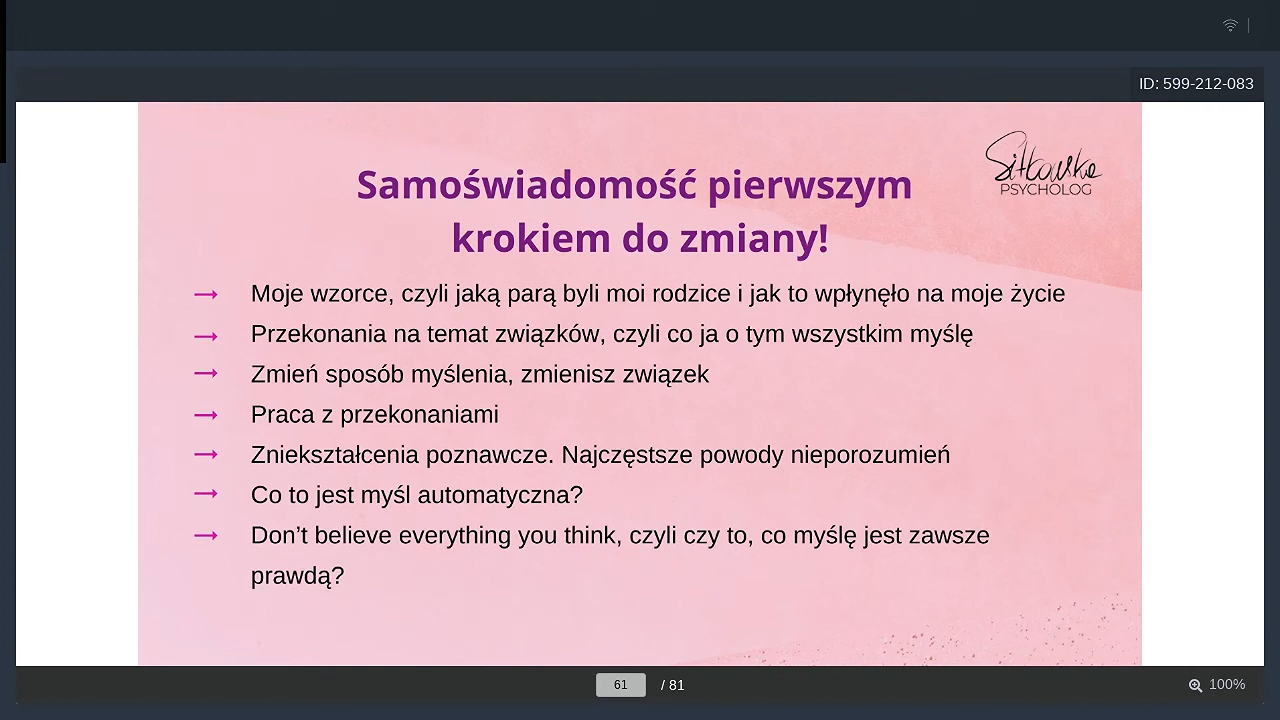 ID: 599-212-083
PSYCHOLOG
Samoświadomość pierwszym
krokiem do zmiany!
→ Moje wzorce, czyli jaką parą byli moi rodzice i jak to wpłynęło na moje życie
→ Przekonania na temat związków, czyli co ja o tym wszystkim myślę
→ Zmień sposób myślenia, zmienisz związek
→ Praca z przekonaniami
→ Zniekształcenia poznawcze. Najczęstsze powody nieporozumień
→ Co to jest myśl automatyczna?
→ Don’t believe everything you think, czyli czy to, co myślę jest zawsze
prawdą?
61 / 81
100%